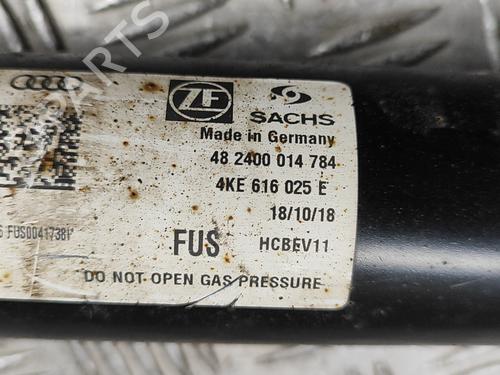 ZF SACHS
Made in Germany
48 2400 014 784
4KE 616 025 E
18/10/18
FUS HCBEV11
DO NOT OPEN GAS PRESSURE
FUS0041738